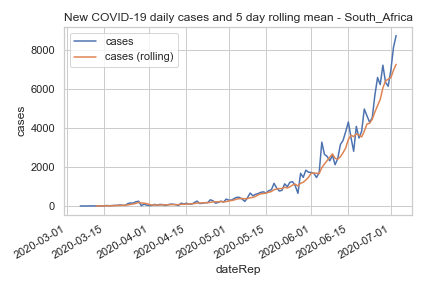 New COVID-19 daily cases and 5 day rolling mean - South_Africa
cases
cases (rolling)
8000
6000
4000
2000
0
cases
2020-03-01
2020-03-15
2020-04-01
2020-04-15
2020-05-01
2020-05-15
2020-06-01
2020-06-15
2020-07-01
dateRep